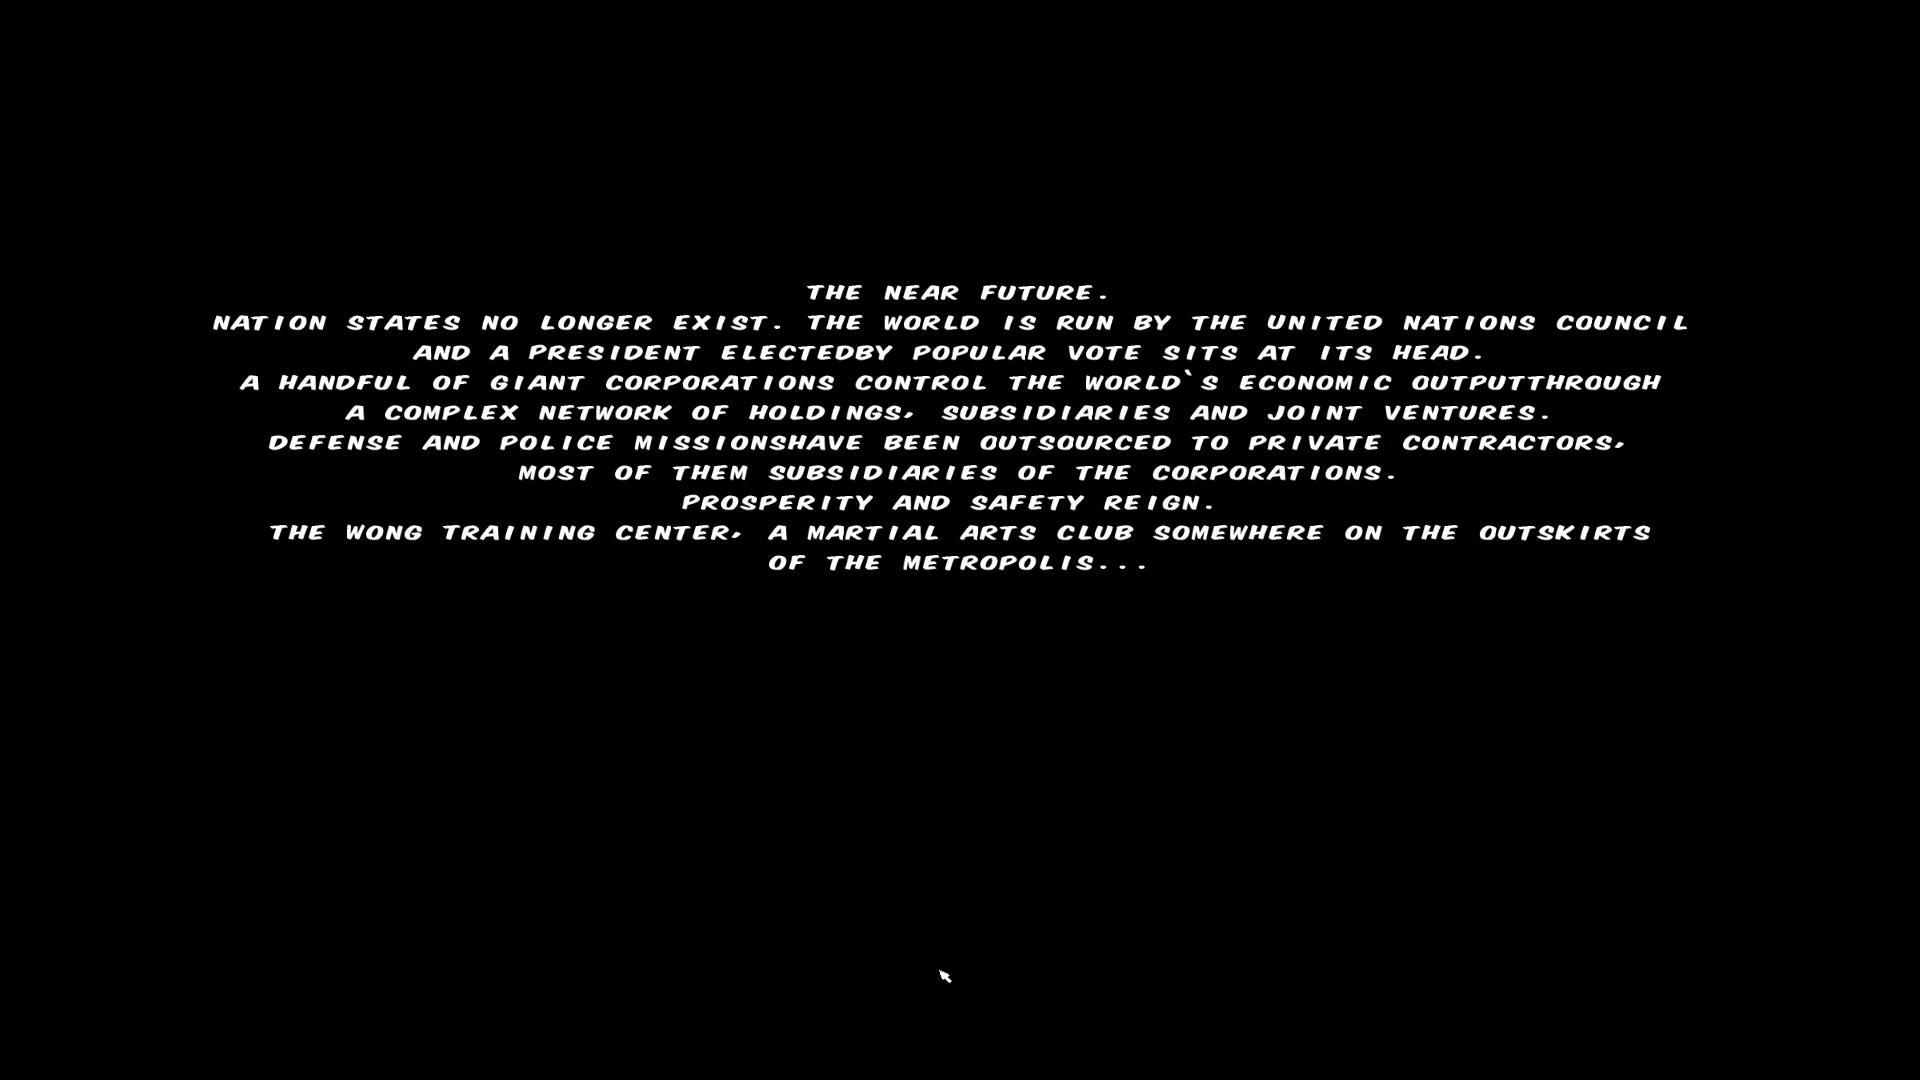 THE NEAR FUTURE.
NATION STATES NO LONGER EXIST. THE WORLD IS RUN BY THE UNITED NATIONS COUNCIL
AND A PRESIDENT ELECTEDBY POPULAR VOTE SITS AT ITS HEAD.
A HANDFUL OF GIANT CORPORATIONS CONTROL THE WORLD`S ECONOMIC OUTPUTTHROUGH
A COMPLEX NETWORK OF HOLDINGS, SUBSIDIARIES AND JOINT VENTURES.
DEFENSE AND POLICE MISSIONSHAVE BEEN OUTSOURCED TO PRIVATE CONTRACTORS,
MOST OF THEM SUBSIDIARIES OF THE CORPORATIONS.
PROSPERITY AND SAFETY REIGN.
THE WONG TRAINING CENTER, A MARTIAL ARTS CLUB SOMEWHERE ON THE OUTSKIRTS
OF THE METROPOLIS...